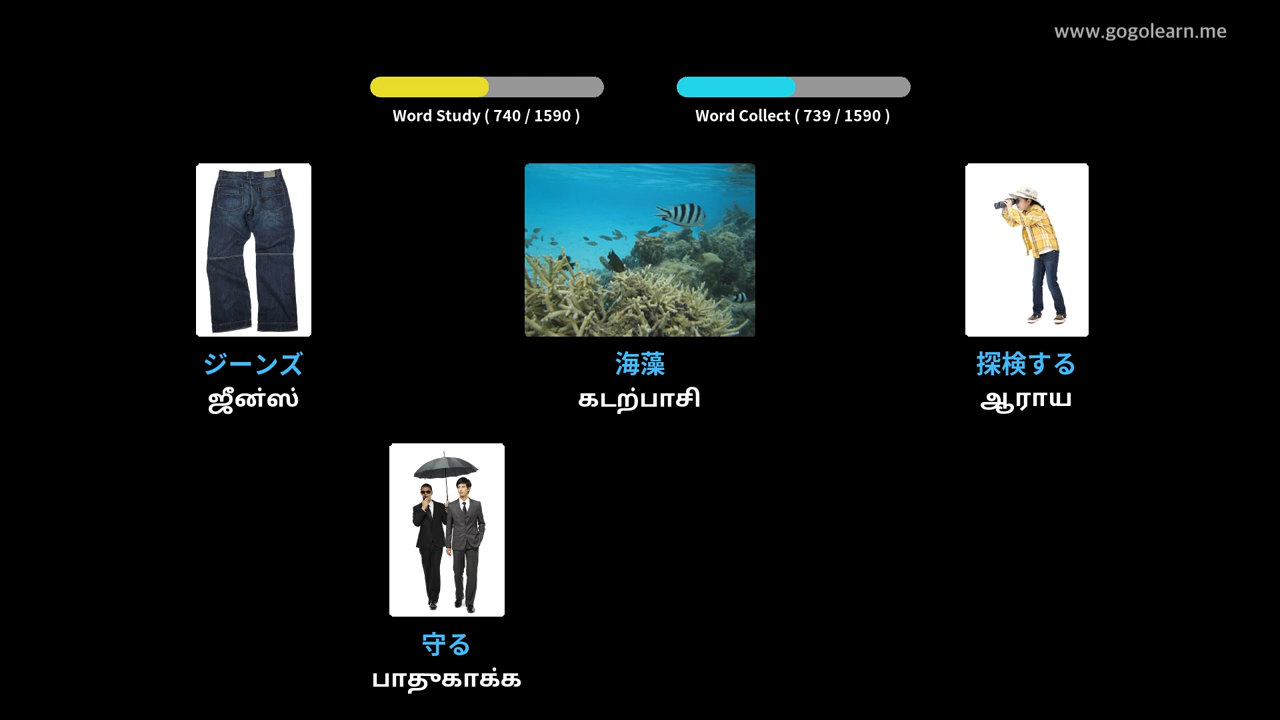 www.gogolearn.me
Word Study ( 740 / 1590 )
Word Collect ( 739 / 1590 )
ジーンズ
ஜீன்ஸ்
海藻
கடற்பாசி
探検する
ஆராய
守る
பாதுகாக்க